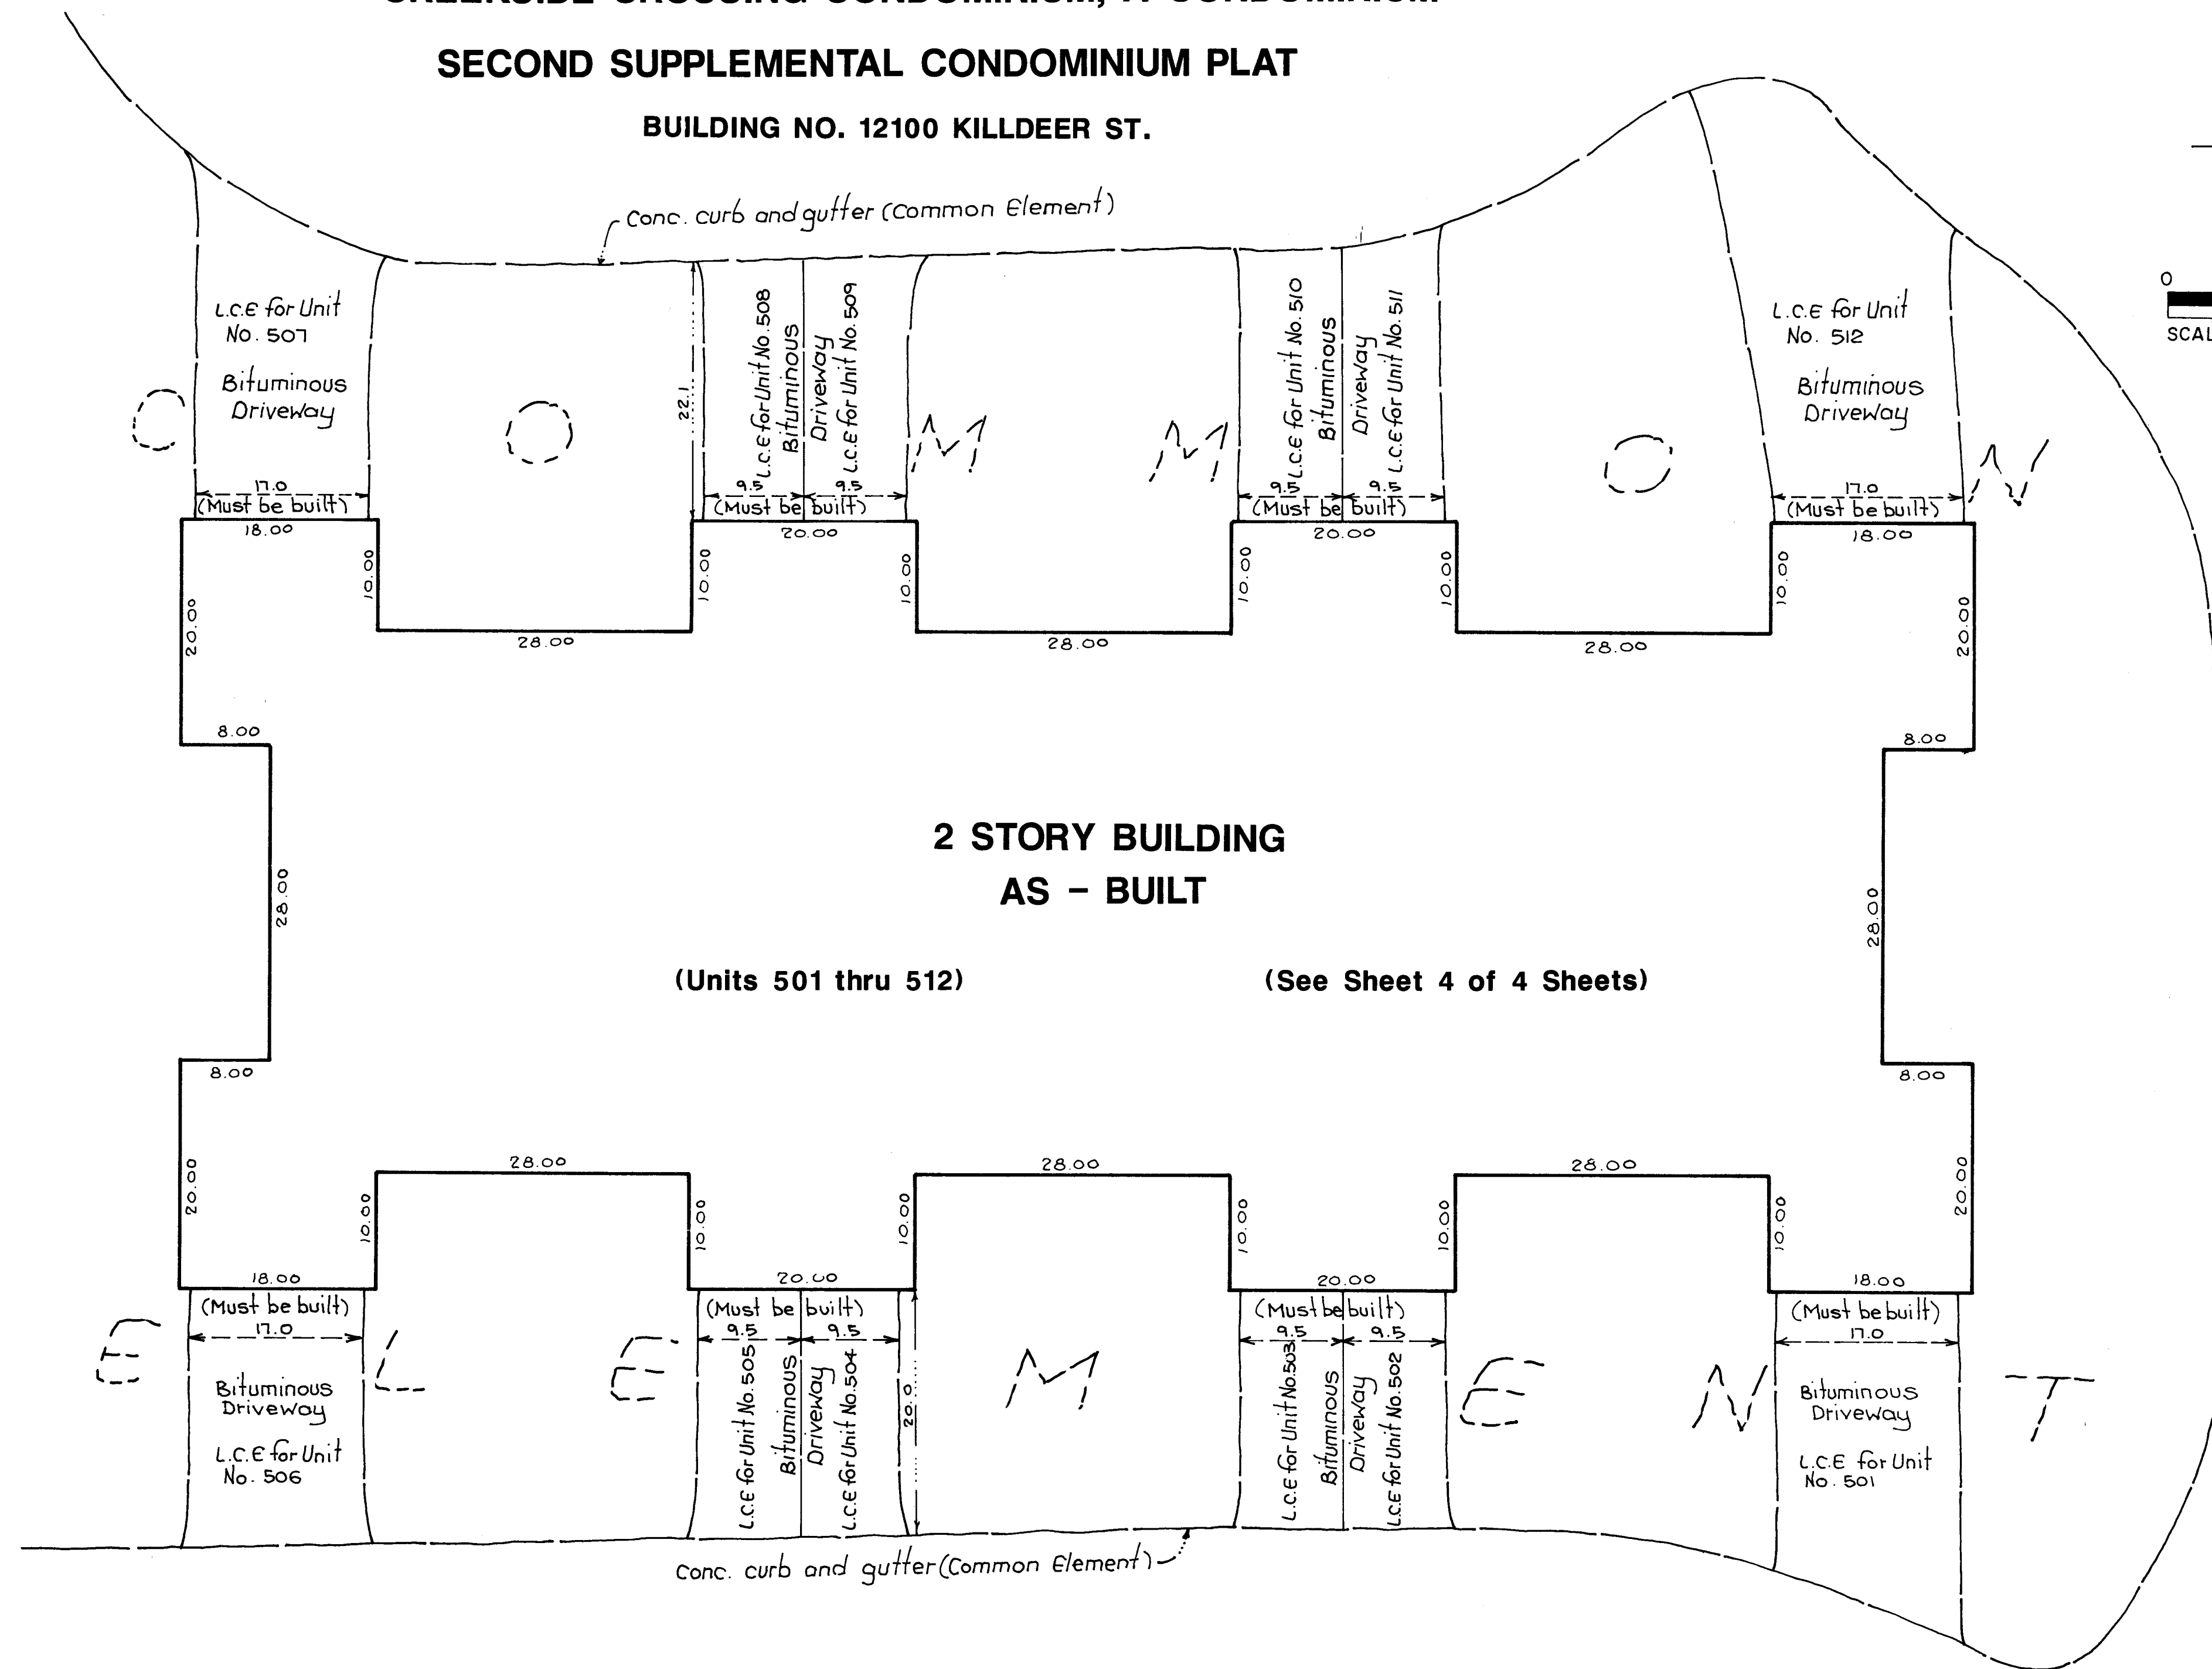 CREEKSIDE CROSSING CONDOMINIUM, A CONDOMINIUM
SECOND SUPPLEMENTAL CONDOMINIUM PLAT
BUILDING NO. 12100 KILLDEER ST.
Conc. curb and gutter (Common Element)
L.C.E for Unit
No. 507
Bituminous
Driveway
17.0
(Must be built)
18.00
22.1
L.C.E for Unit No. 508
Bituminous
Driveway
L.C.E for Unit No. 509
9.5
9.5
(Must be built)
20.00
L.C.E for Unit No. 510
Bituminous
Driveway
L.C.E for Unit No. 511
9.5
9.5
(Must be built)
20.00
L.C.E for Unit
No. 512
Bituminous
Driveway
17.0
(Must be built)
18.00
0
C O M M O N
10.00
10.00
10.00
10.00
10.00
10.00
20.00
20.00
28.00
28.00
28.00
8.00
8.00
2 STORY BUILDING
AS – BUILT
28.00
28.00
(Units 501 thru 512)
(See Sheet 4 of 4 Sheets)
8.00
8.00
28.00
28.00
28.00
20.00
10.00
10.00
10.00
10.00
10.00
10.00
20.00
18.00
20.00
20.00
18.00
(Must be built)
17.0
Bituminous
Driveway
L.C.E for Unit
No. 506
(Must be built)
9.5
9.5
L.C.E for Unit No. 505
Bituminous
Driveway
L.C.E for Unit No. 504
20.0
(Must be built)
9.5
9.5
L.C.E for Unit No. 503
Bituminous
Driveway
L.C.E for Unit No. 502
(Must be built)
17.0
Bituminous
Driveway
L.C.E for Unit
No. 501
E L E M E N T
Conc. curb and gutter (Common Element)